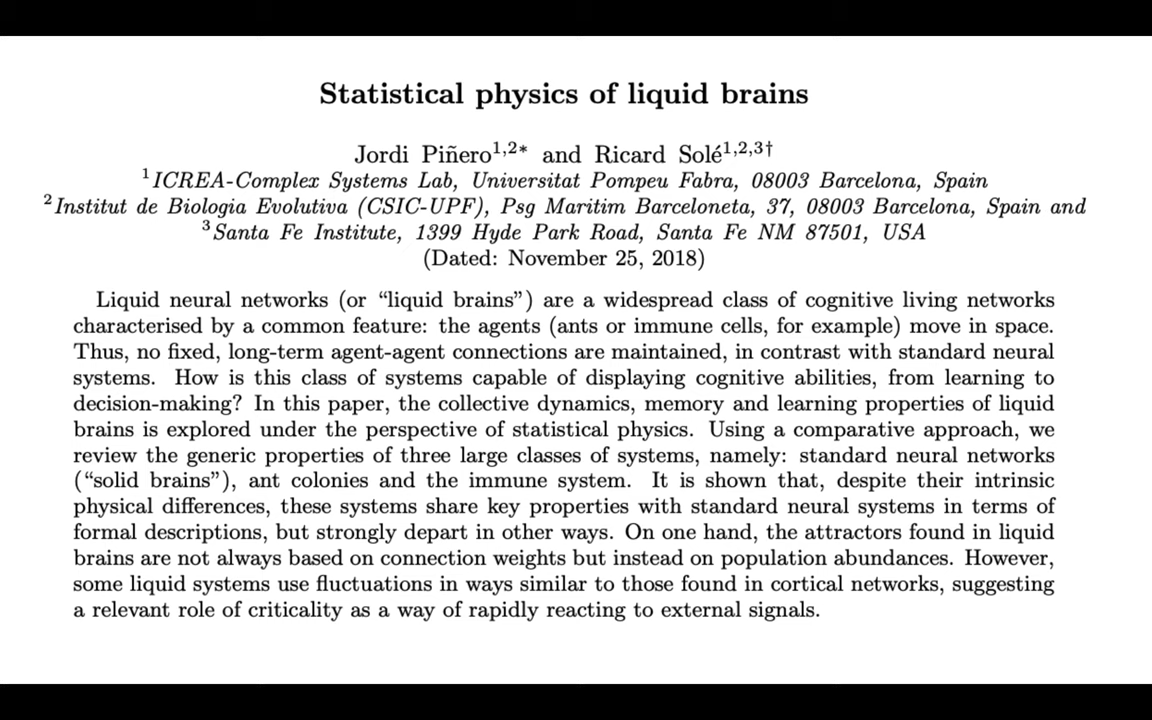 Statistical physics of liquid brains
Jordi Piñero1,2* and Ricard Solé1,2,3†
1ICREA-Complex Systems Lab, Universitat Pompeu Fabra, 08003 Barcelona, Spain
2Institut de Biologia Evolutiva (CSIC-UPF), Psg Maritim Barceloneta, 37, 08003 Barcelona, Spain and
3Santa Fe Institute, 1399 Hyde Park Road, Santa Fe NM 87501, USA
(Dated: November 25, 2018)
Liquid neural networks (or “liquid brains”) are a widespread class of cognitive living networks
characterised by a common feature: the agents (ants or immune cells, for example) move in space.
Thus, no fixed, long-term agent-agent connections are maintained, in contrast with standard neural
systems. How is this class of systems capable of displaying cognitive abilities, from learning to
decision-making? In this paper, the collective dynamics, memory and learning properties of liquid
brains is explored under the perspective of statistical physics. Using a comparative approach, we
review the generic properties of three large classes of systems, namely: standard neural networks
(“solid brains”), ant colonies and the immune system. It is shown that, despite their intrinsic
physical differences, these systems share key properties with standard neural systems in terms of
formal descriptions, but strongly depart in other ways. On one hand, the attractors found in liquid
brains are not always based on connection weights but instead on population abundances. However,
some liquid systems use fluctuations in ways similar to those found in cortical networks, suggesting
a relevant role of criticality as a way of rapidly reacting to external signals.